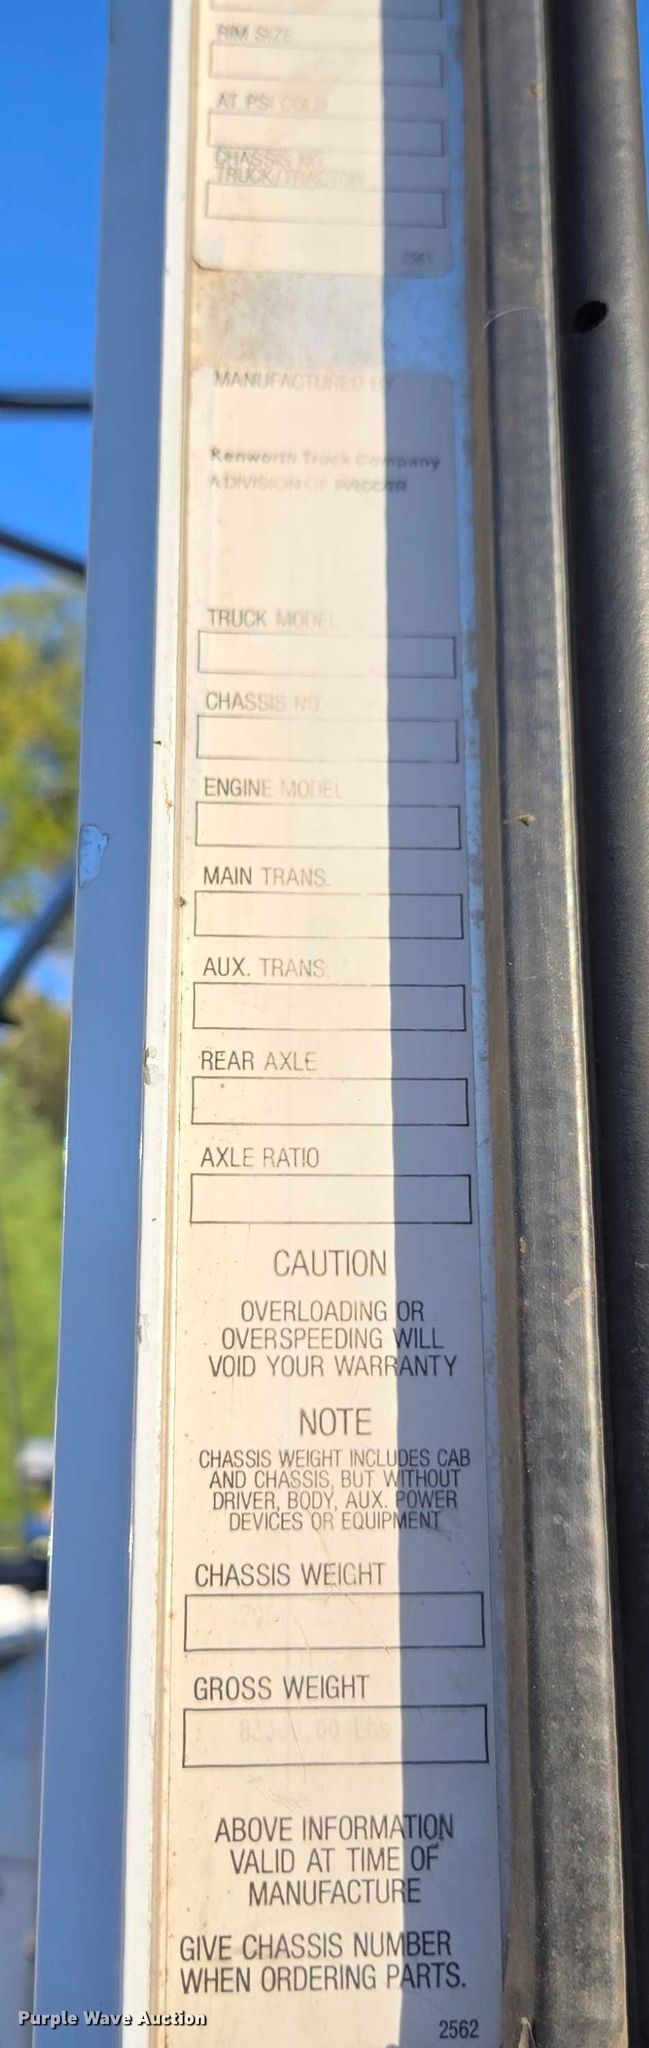 RIM SIZE
AT PSI COLD
CHASSIS NO.
TRUCK/TRACTOR
2561
MANUFACTURED BY
Kenworth Truck Company
A DIVISION OF PACCAR
TRUCK MODEL
CHASSIS NO.
ENGINE MODEL
MAIN TRANS.
AUX. TRANS.
REAR AXLE
AXLE RATIO
CAUTION
OVERLOADING OR
OVERSPEEDING WILL
VOID YOUR WARRANTY
NOTE
CHASSIS WEIGHT INCLUDES CAB
AND CHASSIS, BUT WITHOUT
DRIVER, BODY, AUX. POWER
DEVICES OR EQUIPMENT
CHASSIS WEIGHT
GROSS WEIGHT
Lbs
ABOVE INFORMATION
VALID AT TIME OF
MANUFACTURE
GIVE CHASSIS NUMBER
WHEN ORDERING PARTS.
Purple Wave Auction
2562